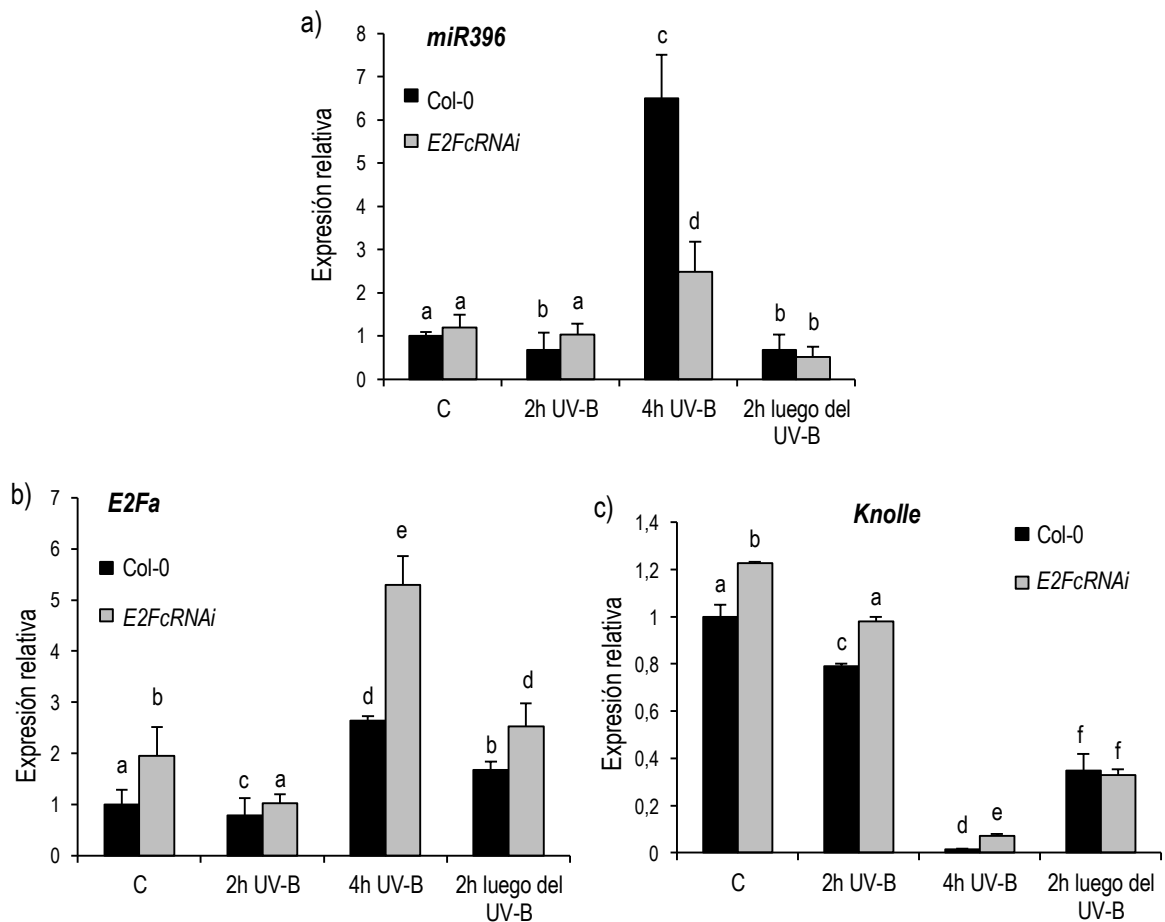 a)
miR396
Col-0
E2FcRNAi
Expresión relativa
8
7
6
5
4
3
2
1
0
a
a
b
a
c
d
b
b
C
2h UV-B
4h UV-B
2h luego del
UV-B
b)
E2Fa
Col-0
E2FcRNAi
Expresión relativa
7
6
5
4
3
2
1
0
a
b
c
a
d
e
b
d
C
2h UV-B
4h UV-B
2h luego del
UV-B
c)
Knolle
Col-0
E2FcRNAi
Expresión relativa
1,4
1,2
1
0,8
0,6
0,4
0,2
0
a
b
c
a
d
e
f
f
C
2h UV-B
4h UV-B
2h luego del
UV-B